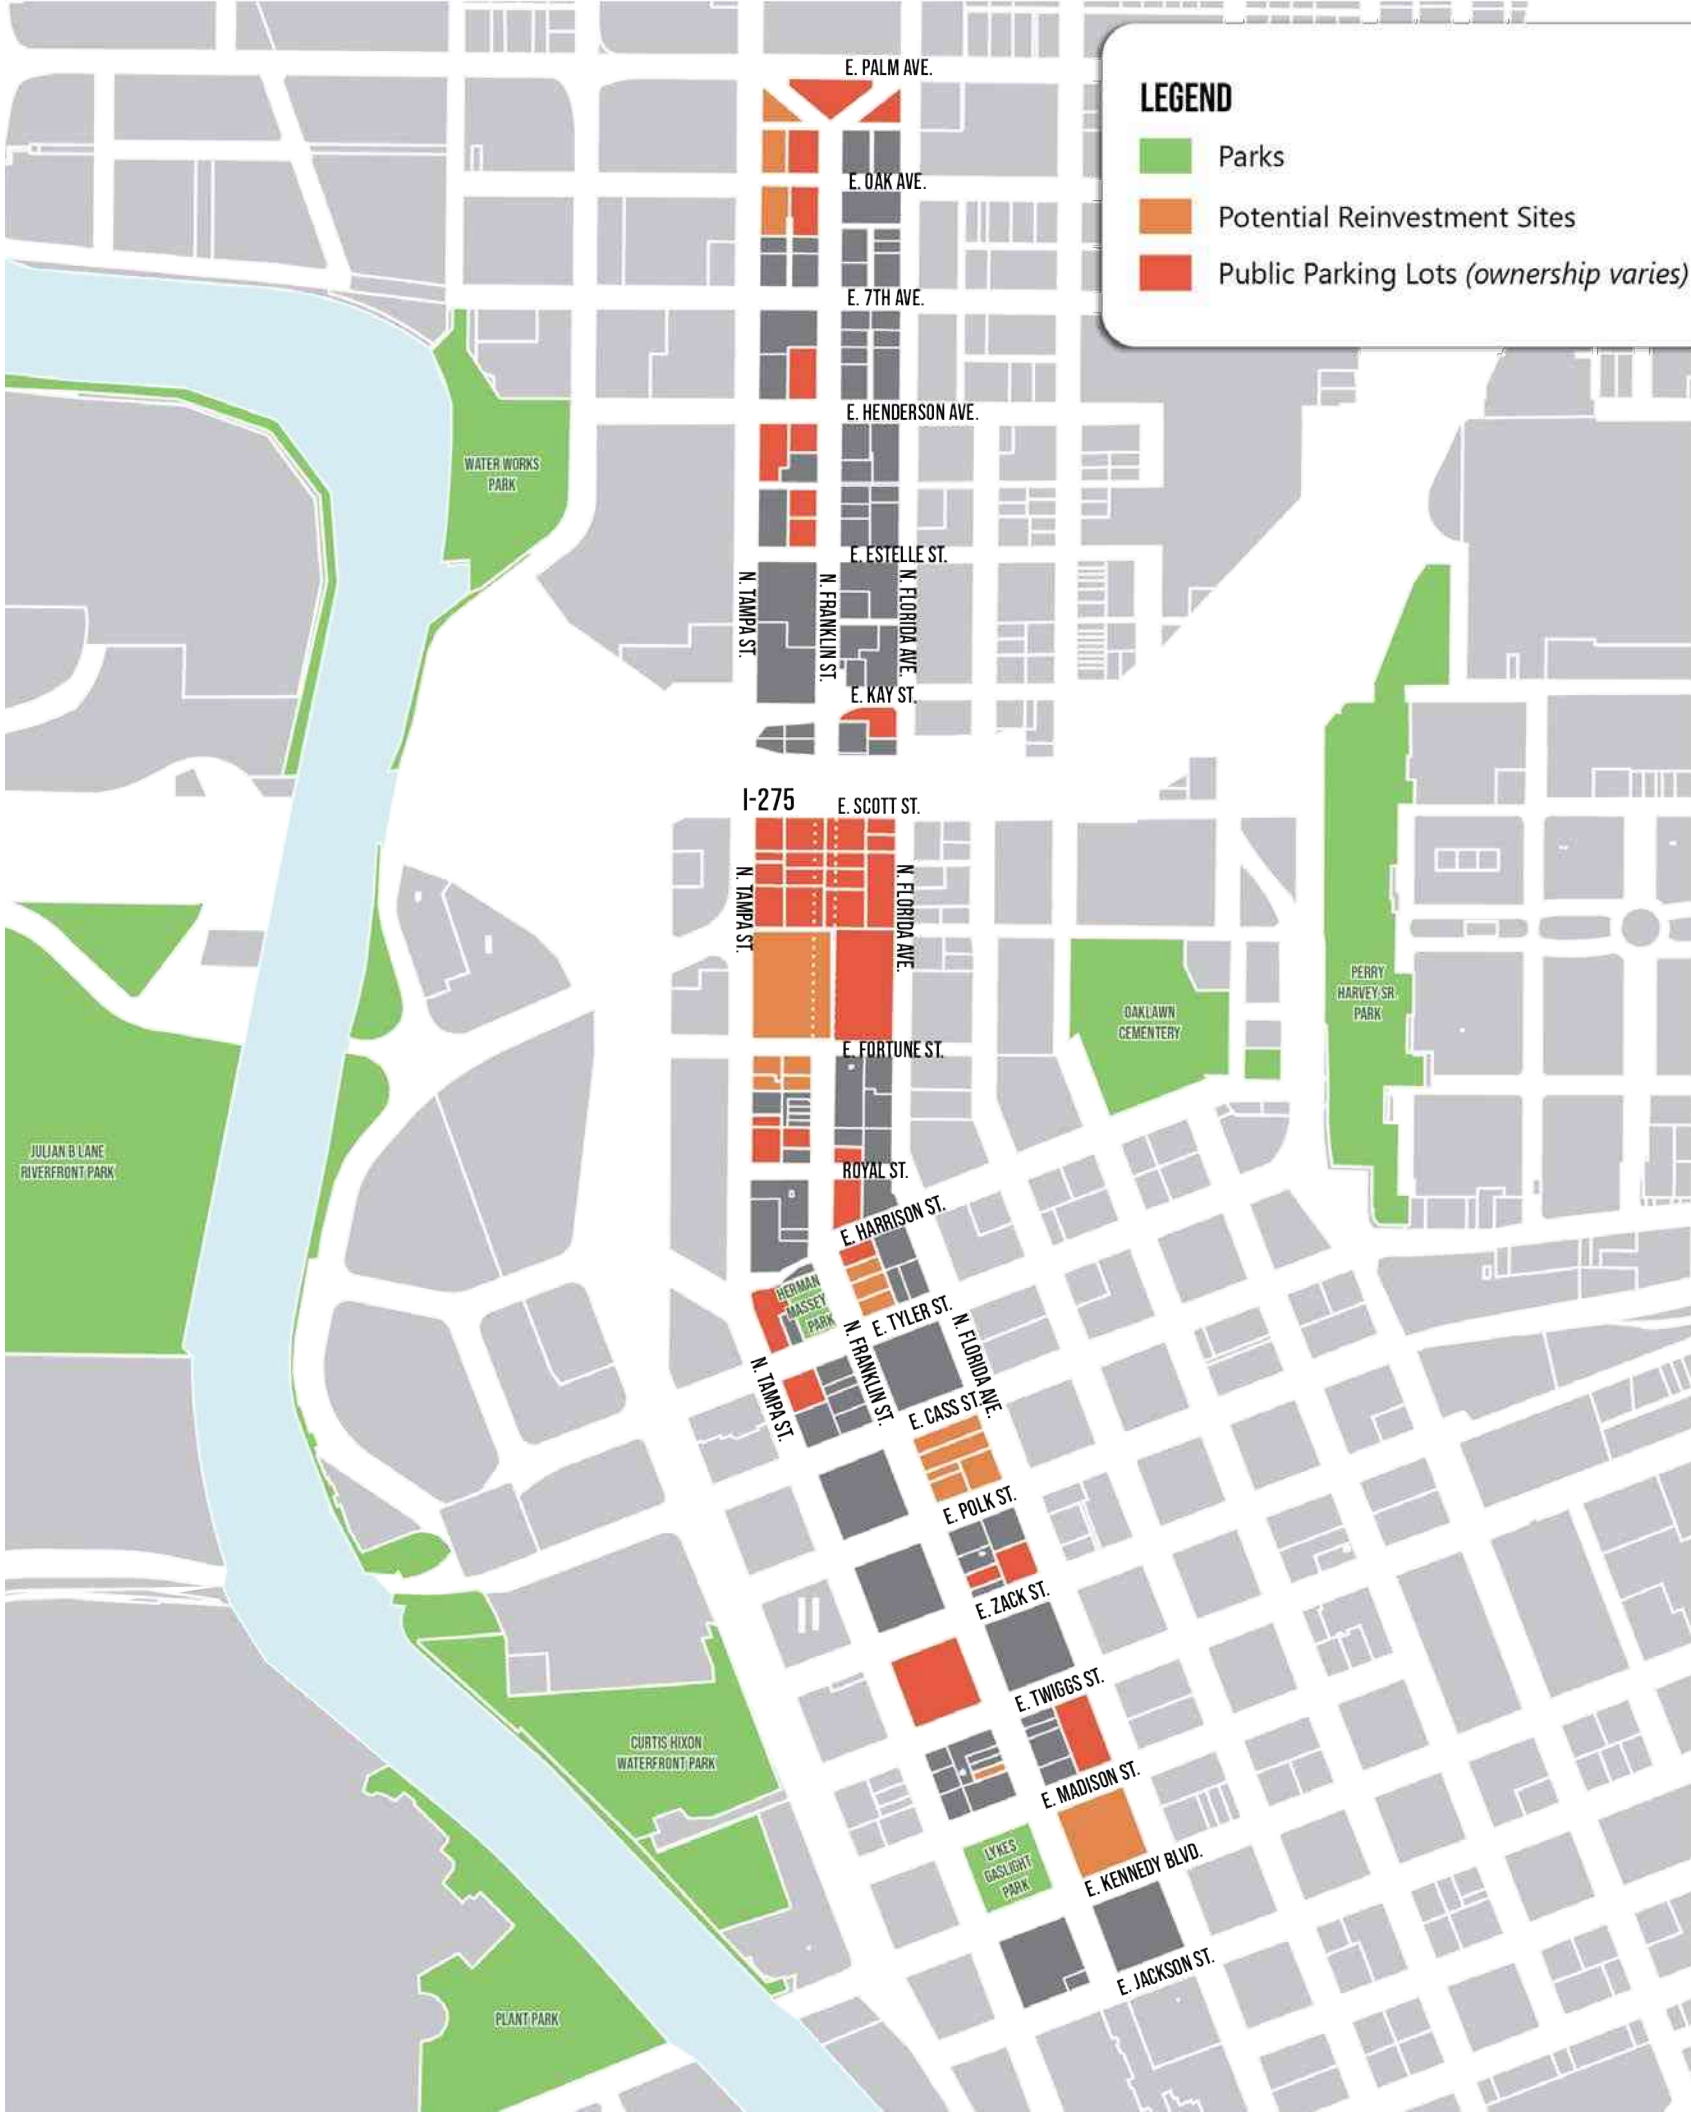 E. PALM AVE.
LEGEND
Parks
Potential Reinvestment Sites
Public Parking Lots (ownership varies)
E. OAK AVE.
E. 7TH AVE.
E. HENDERSON AVE.
WATER WORKS
PARK
E. ESTELLE ST.
N. TAMPA ST.
N. FRANKLIN ST.
N. FLORIDA AVE.
E. KAY ST.
I-275
E. SCOTT ST.
N. TAMPA ST.
N. FLORIDA AVE.
PERRY
HARVEY SR.
PARK
OAKLAWN
CEMENTERY
E. FORTUNE ST.
JULIAN B LANE
RIVERFRONT PARK
ROYAL ST.
E. HARRISON ST.
HERMAN
MASSEY
PARK
E. TYLER ST.
N. TAMPA ST.
N. FRANKLIN ST.
N. FLORIDA AVE.
E. CASS ST.
E. POLK ST.
E. ZACK ST.
E. TWIGGS ST.
CURTIS HIXON
WATERFRONT PARK
E. MADISON ST.
LYKES
GASLIGHT
PARK
E. KENNEDY BLVD.
E. JACKSON ST.
PLANT PARK